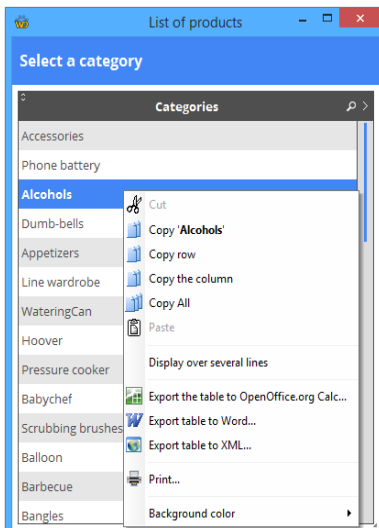 List of products
Select a category
Categories
Accessories
Phone battery
Alcohols
Dumb-bells
Appetizers
Line wardrobe
WateringCan
Hoover
Pressure cooker
Babychef
Scrubbing brushes
Balloon
Barbecue
Bangles
Cut
Copy 'Alcohols'
Copy row
Copy the column
Copy All
Paste
Display over several lines
Export the table to OpenOffice.org Calc...
Export table to Word...
Export table to XML...
Print...
Background color